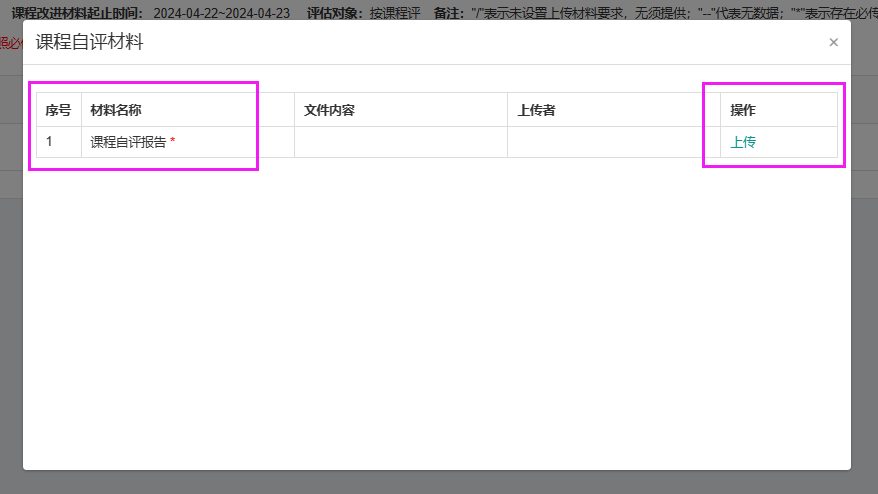 课程改进材料起止时间： 2024-04-22~2024-04-23 评估对象：按课程评 备注："/"表示未设置上传材料要求，无须提供；"--"代表无数据；"*"表示存在必传
照必
课程自评材料 ×
序号 材料名称 文件内容 上传者 操作
1 课程自评报告 * 上传